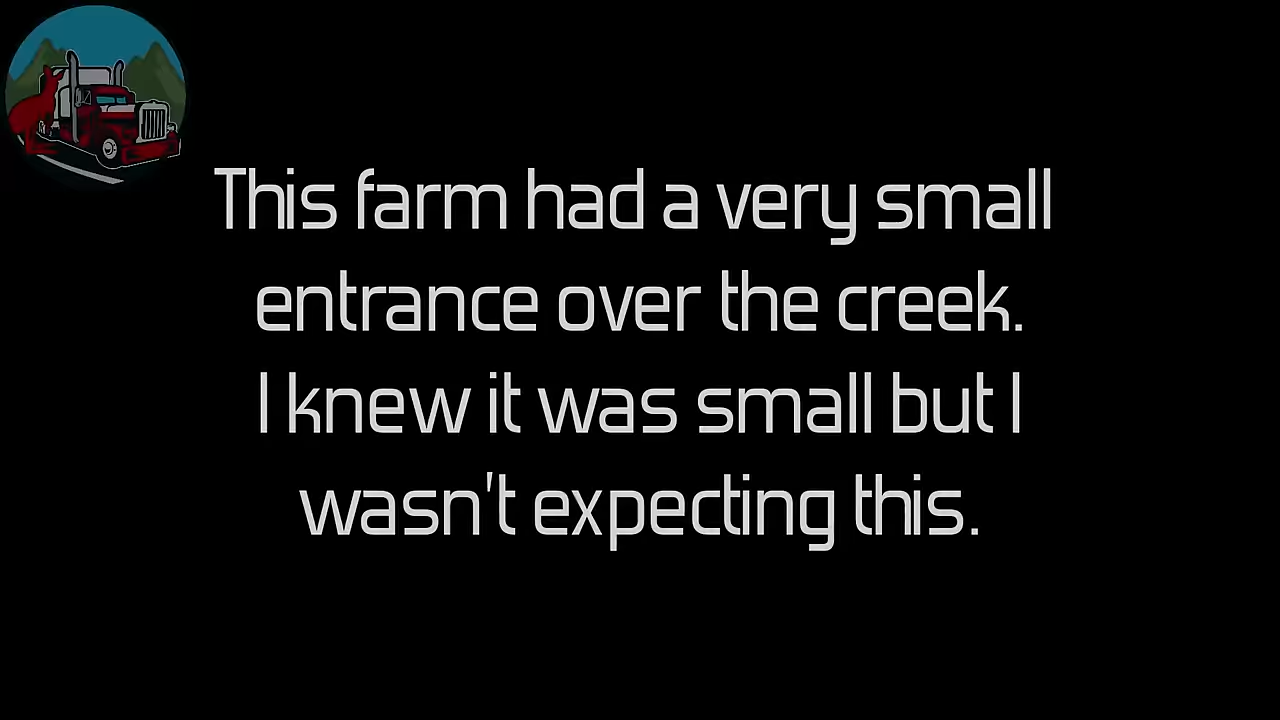 This farm had a very small
entrance over the creek.
I knew it was small but I
wasn't expecting this.